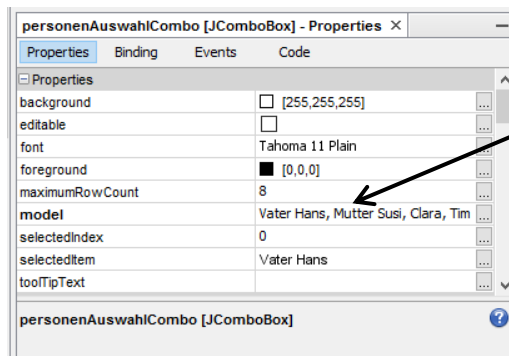 personenAuswahlCombo [JComboBox] - Properties ×
Properties Binding Events Code
Properties
background [255,255,255] ...
editable ...
font Tahoma 11 Plain ...
foreground [0,0,0] ...
maximumRowCount 8 ...
model Vater Hans, Mutter Susi, Clara, Tim ...
selectedIndex 0 ...
selectedItem Vater Hans ...
toolTipText ...
personenAuswahlCombo [JComboBox] ?